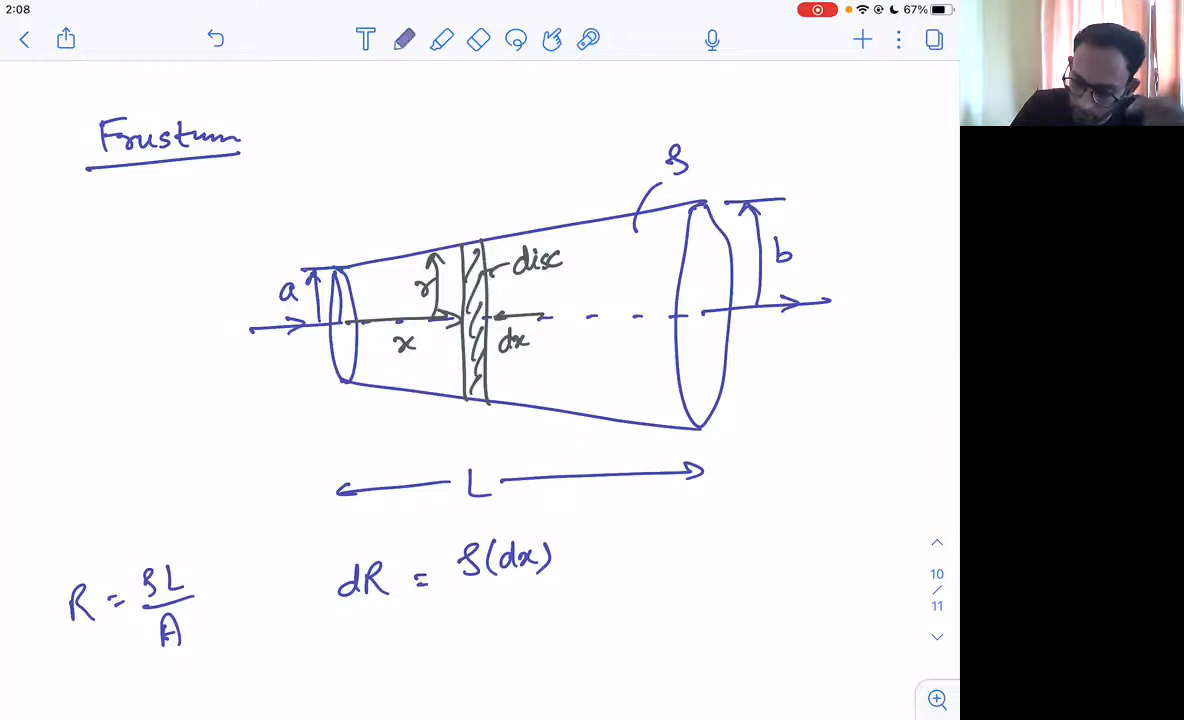 2:08
67%
T
Frustum
ρ
a
r
disc
b
x
dx
L
10
/
11
R = ρL/A
dR = ρ(dx)